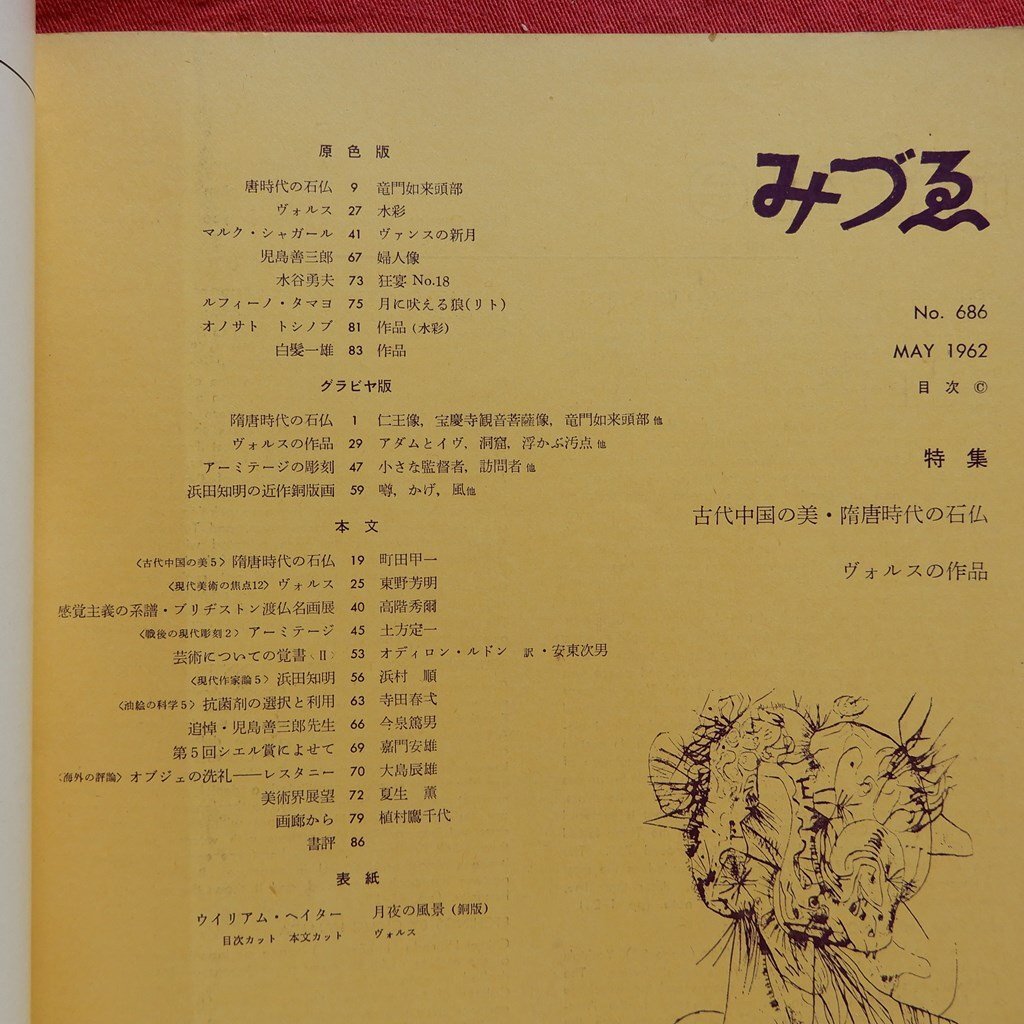 みづゑ
No. 686
MAY 1962
目次 ©
特集
古代中国の美・隋唐時代の石仏
ヴォルスの作品
原色版
唐時代の石仏 9 竜門如来頭部
ヴォルス 27 水彩
マルク・シャガール 41 ヴァンスの新月
児島善三郎 67 婦人像
水谷勇夫 73 狂宴 No.18
ルフィーノ・タマヨ 75 月に吠える狼(リト)
オノサト トシノブ 81 作品(水彩)
白髪一雄 83 作品
グラビヤ版
隋唐時代の石仏 1 仁王像,宝慶寺観音菩薩像,竜門如来頭部他
ヴォルスの作品 29 アダムとイヴ,洞窟,浮かぶ汚点他
アーミテージの彫刻 47 小さな監督者,訪問者他
浜田知明の近作銅版画 59 噂,かげ,風他
本文
〈古代中国の美5〉隋唐時代の石仏 19 町田甲一
〈現代美術の焦点12〉ヴォルス 25 東野芳明
感覚主義の系譜・ブリヂストン渡仏名画展 40 高階秀爾
〈戦後の現代彫刻2〉アーミテージ 45 土方定一
芸術についての覚書〈II〉 53 オディロン・ルドン 訳・安東次男
〈現代作家論5〉浜田知明 56 浜村 順
〈油絵の科学5〉抗菌剤の選択と利用 63 寺田春弌
追悼・児島善三郎先生 66 今泉篤男
第5回シエル賞によせて 69 嘉門安雄
〈海外の評論〉オブジェの洗礼——レスタニー 70 大島辰雄
美術界展望 72 夏生 薫
画廊から 79 植村鷹千代
書評 86
表紙
ウイリアム・ヘイター 月夜の風景(銅版)
目次カット 本文カット ヴォルス